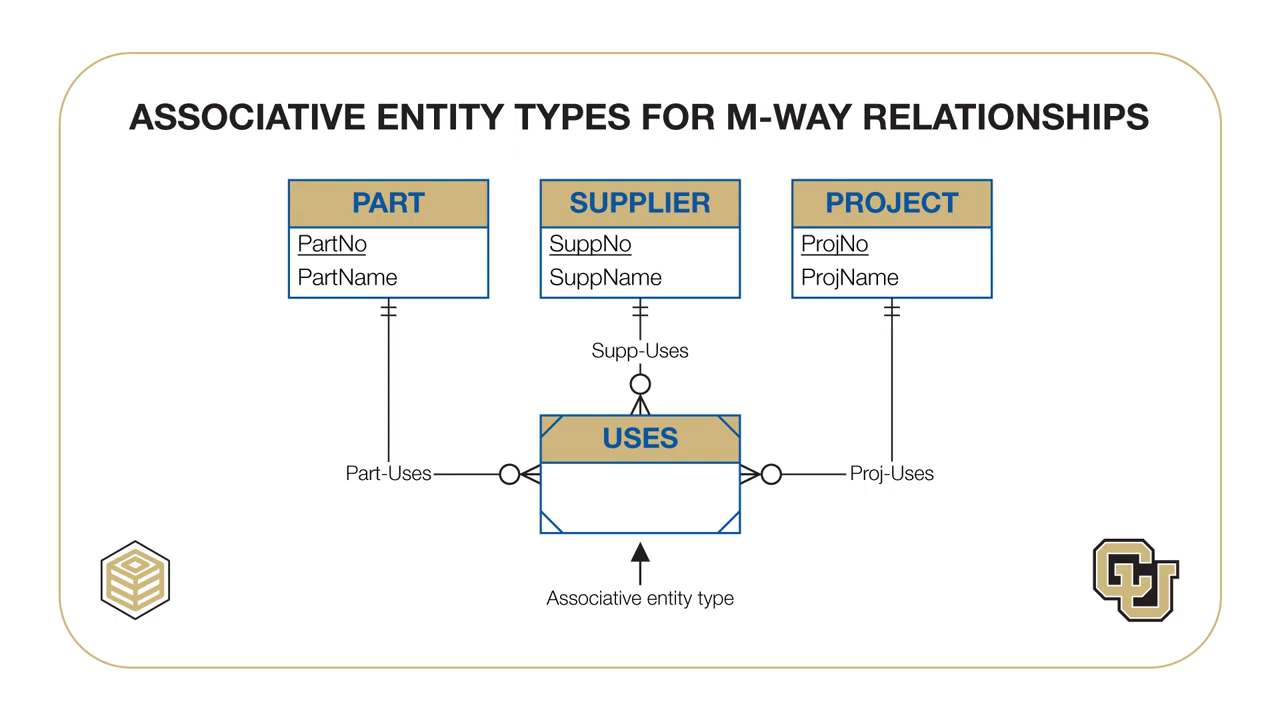 ASSOCIATIVE ENTITY TYPES FOR M-WAY RELATIONSHIPS
PART
PartNo
PartName
SUPPLIER
SuppNo
SuppName
PROJECT
ProjNo
ProjName
Supp-Uses
USES
Part-Uses
Proj-Uses
Associative entity type
CU